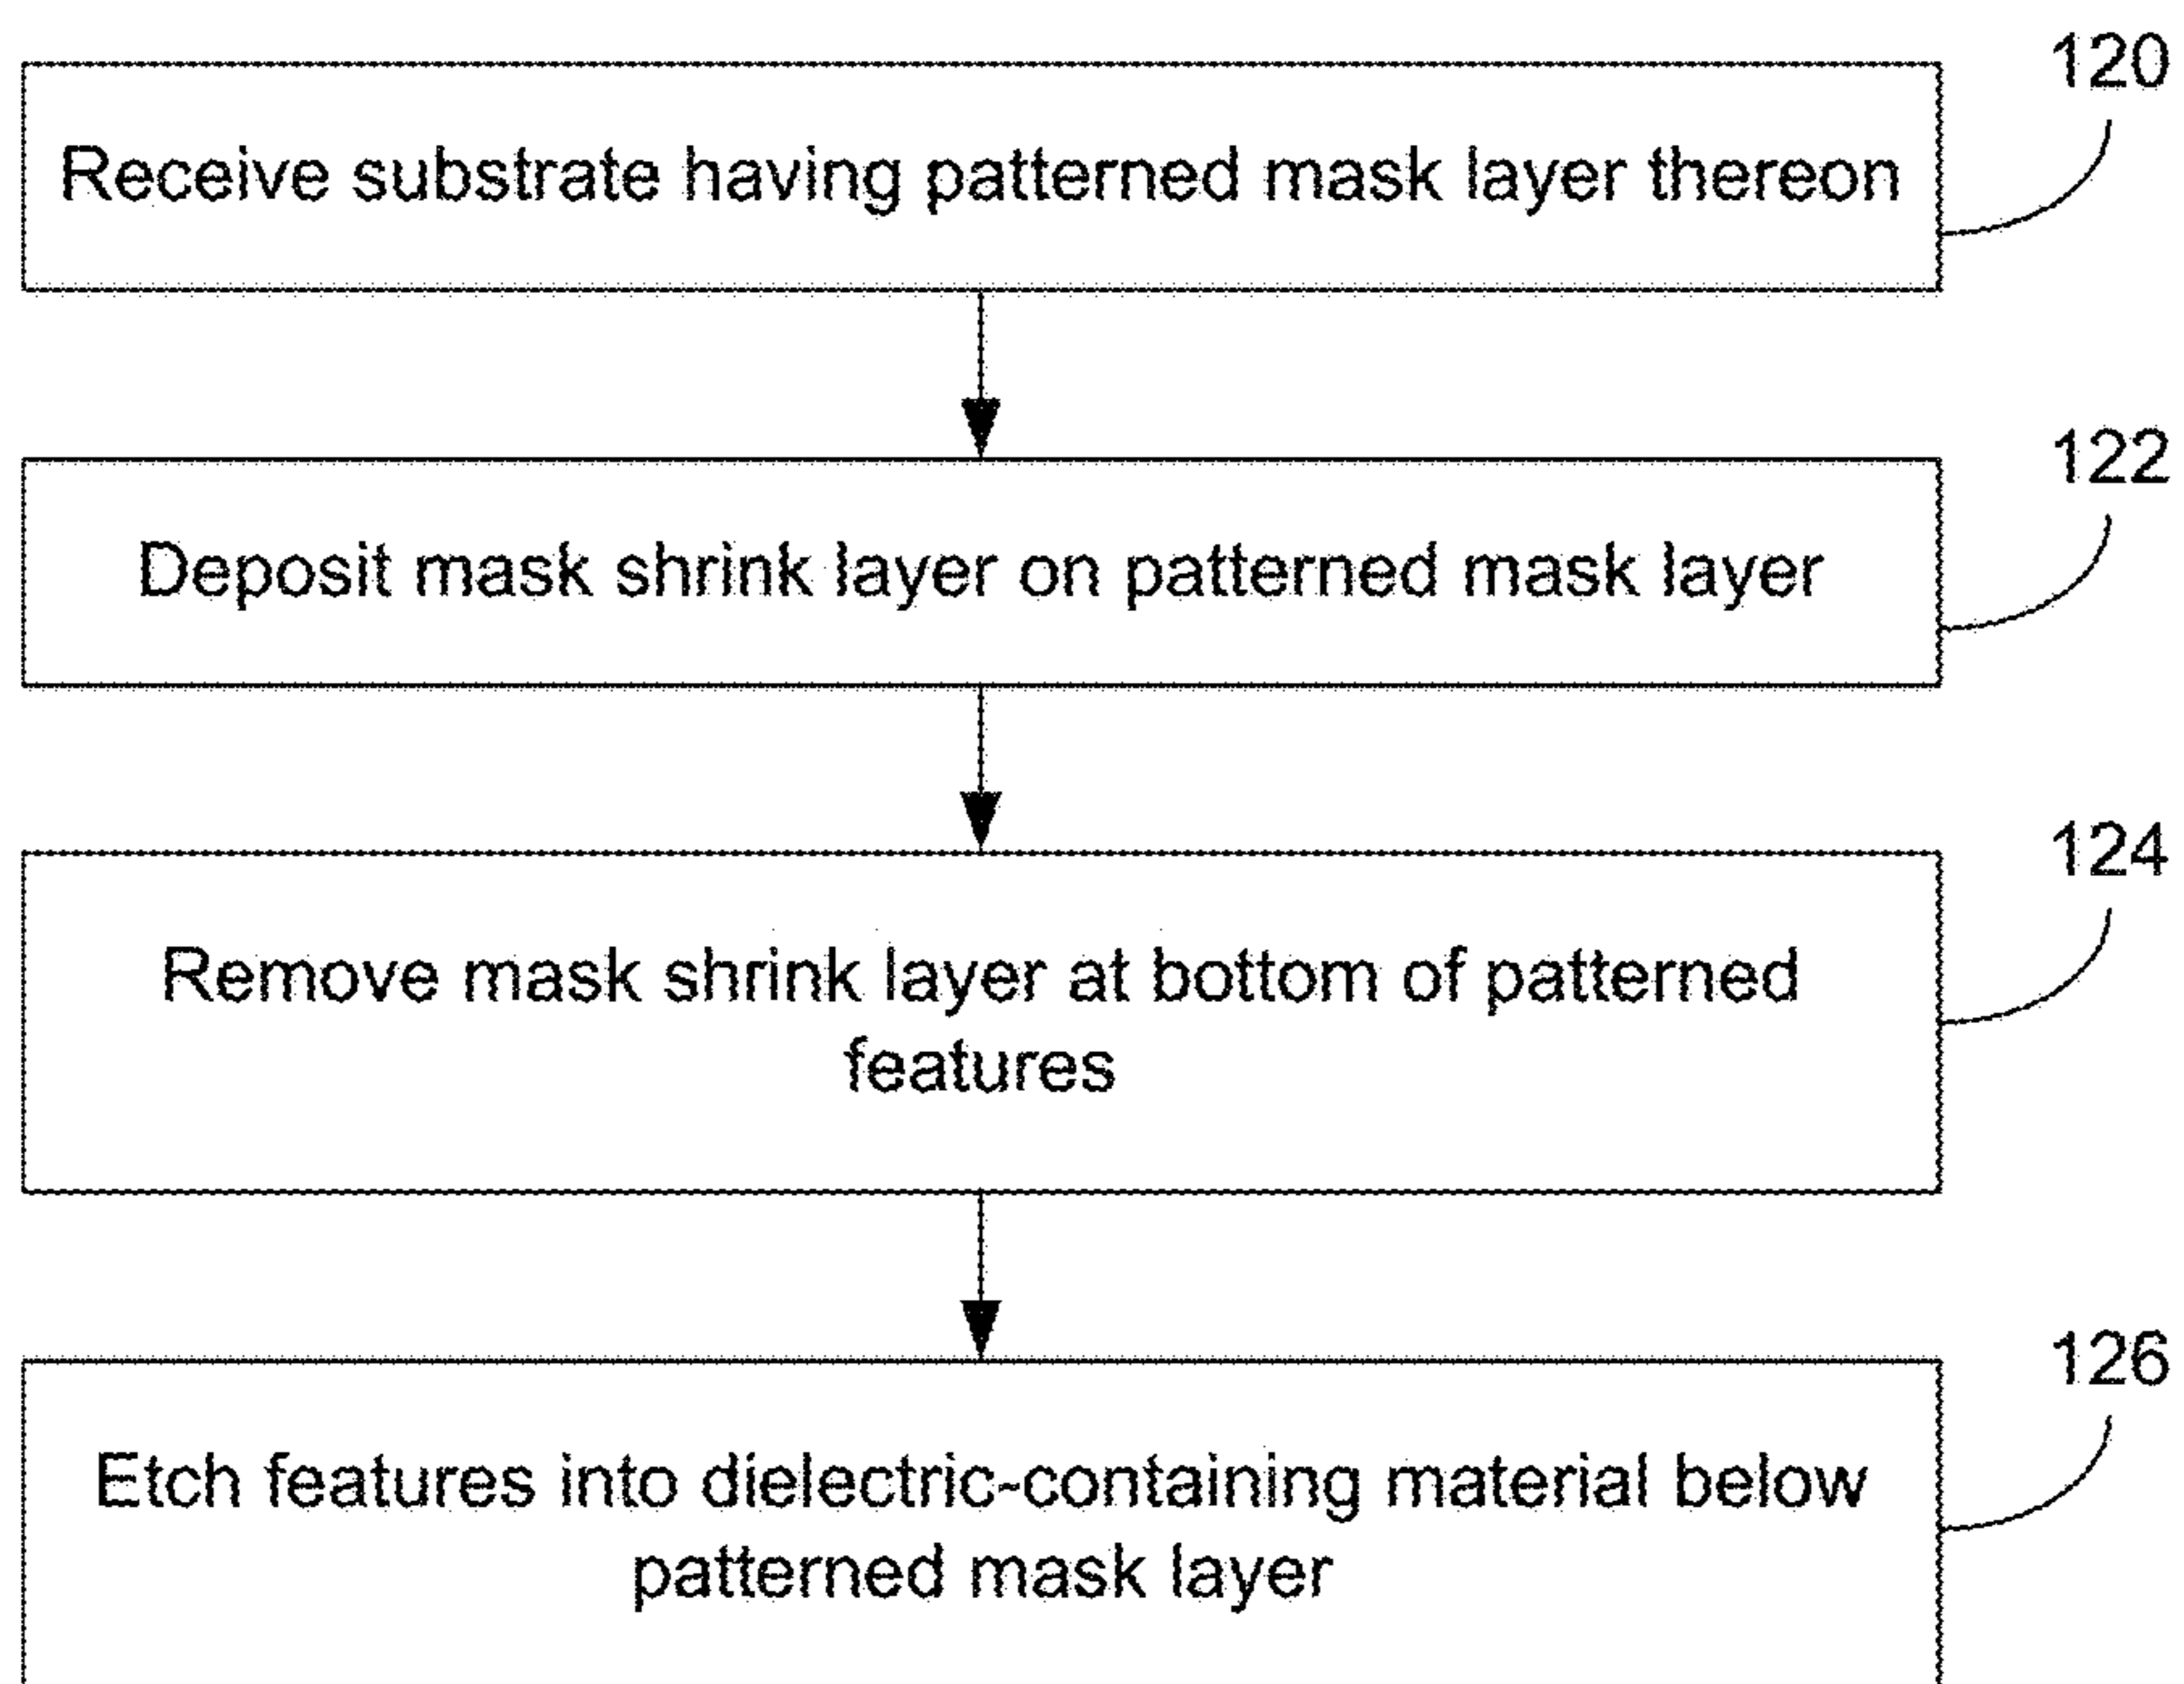 120
Receive substrate having patterned mask layer thereon
122
Deposit mask shrink layer on patterned mask layer
124
Remove mask shrink layer at bottom of patterned
features
126
Etch features into dielectric-containing material below
patterned mask layer